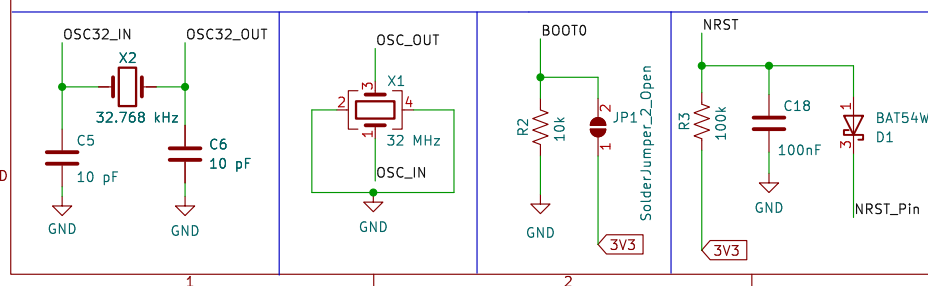 OSC32_IN
OSC32_OUT
X2
32.768 kHz
C5
10 pF
C6
10 pF
GND
GND
OSC_OUT
3
X1
2
4
1
32 MHz
OSC_IN
GND
BOOT0
R2
10k
2
JP1
1
SolderJumper_2_Open
GND
3V3
NRST
R3
100k
C18
100nF
1
BAT54W
3
D1
GND
NRST_Pin
3V3
D
1
2